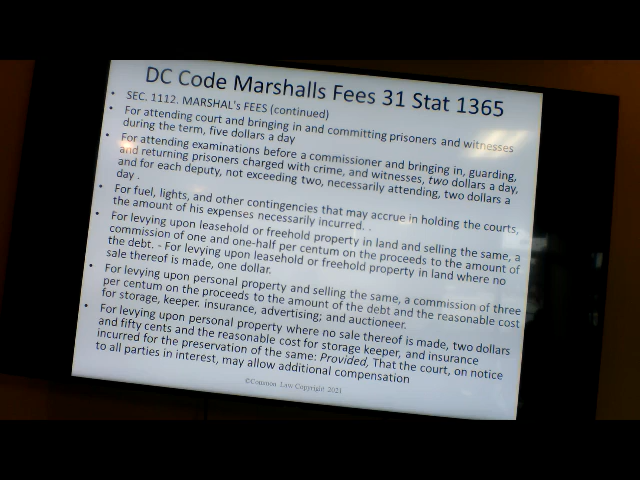 DC Code Marshalls Fees 31 Stat 1365
• SEC. 1112. MARSHAL's FEES (continued)
• For attending court and bringing in and committing prisoners and witnesses
during the term, five dollars a day
• For attending examinations before a commissioner and bringing in, guarding,
and returning prisoners charged with crime, and witnesses, two dollars a day,
and for each deputy, not exceeding two, necessarily attending, two dollars a
day .
• For fuel, lights, and other contingencies that may accrue in holding the courts,
the amount of his expenses necessarily incurred. .
• For levying upon leasehold or freehold property in land and selling the same, a
commission of one and one-half per centum on the proceeds to the amount of
the debt. - For levying upon leasehold or freehold property in land where no
sale thereof is made, one dollar.
• For levying upon personal property and selling the same, a commission of three
per centum on the proceeds to the amount of the debt and the reasonable cost
for storage, keeper. insurance, advertising; and auctioneer.
• For levying upon personal property where no sale thereof is made, two dollars
and fifty cents and the reasonable cost for storage keeper, and insurance
incurred for the preservation of the same: Provided, That the court, on notice
to all parties in interest, may allow additional compensation
©Common Law Copyright 2021